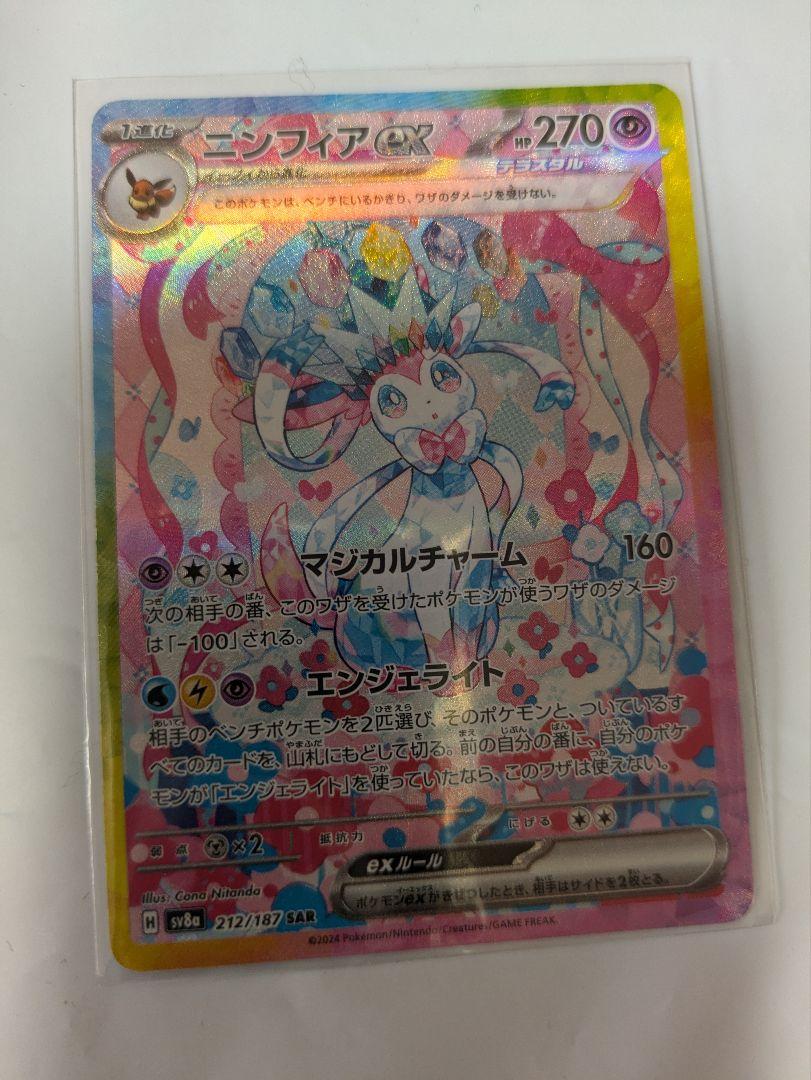 1進化 ニンフィアex HP270
テラスタル
イーブイから進化
このポケモンは、ベンチにいるかぎり、ワザのダメージを受けない。
マジカルチャーム 160
次の相手の番、このワザを受けたポケモンが使うワザのダメージ
は「-100」される。
エンジェライト
相手のベンチポケモンを2匹選び、そのポケモンと、ついているす
べてのカードを、山札にもどして切る。前の自分の番に、自分のポケ
モンが「エンジェライト」を使っていたなら、このワザは使えない。
弱点 ×2 抵抗力 にげる
exルール
ポケモンexがきぜつしたとき、相手はサイドを2枚とる。
Illus. Cona Nitanda
H sv8a 212/187 SAR
©2024 Pokémon/Nintendo/Creatures/GAME FREAK.